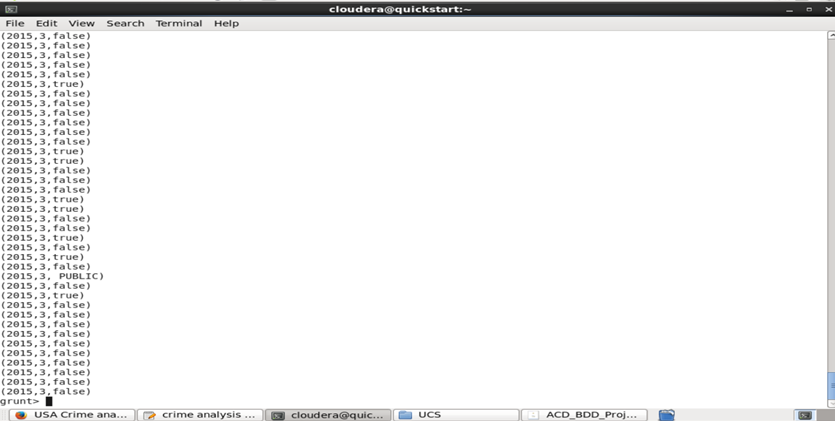 cloudera@quickstart:~
File Edit View Search Terminal Help
(2015,3,false)
(2015,3,false)
(2015,3,false)
(2015,3,false)
(2015,3,false)
(2015,3,true)
(2015,3,false)
(2015,3,false)
(2015,3,false)
(2015,3,false)
(2015,3,false)
(2015,3,false)
(2015,3,true)
(2015,3,true)
(2015,3,false)
(2015,3,false)
(2015,3,false)
(2015,3,true)
(2015,3,true)
(2015,3,false)
(2015,3,false)
(2015,3,true)
(2015,3,false)
(2015,3,true)
(2015,3,false)
(2015,3, PUBLIC)
(2015,3,false)
(2015,3,true)
(2015,3,false)
(2015,3,false)
(2015,3,false)
(2015,3,false)
(2015,3,false)
(2015,3,false)
(2015,3,false)
(2015,3,false)
(2015,3,false)
(2015,3,false)
grunt>
USA Crime ana... crime analysis ... cloudera@quic... UCS ACD_BDD_Proj...